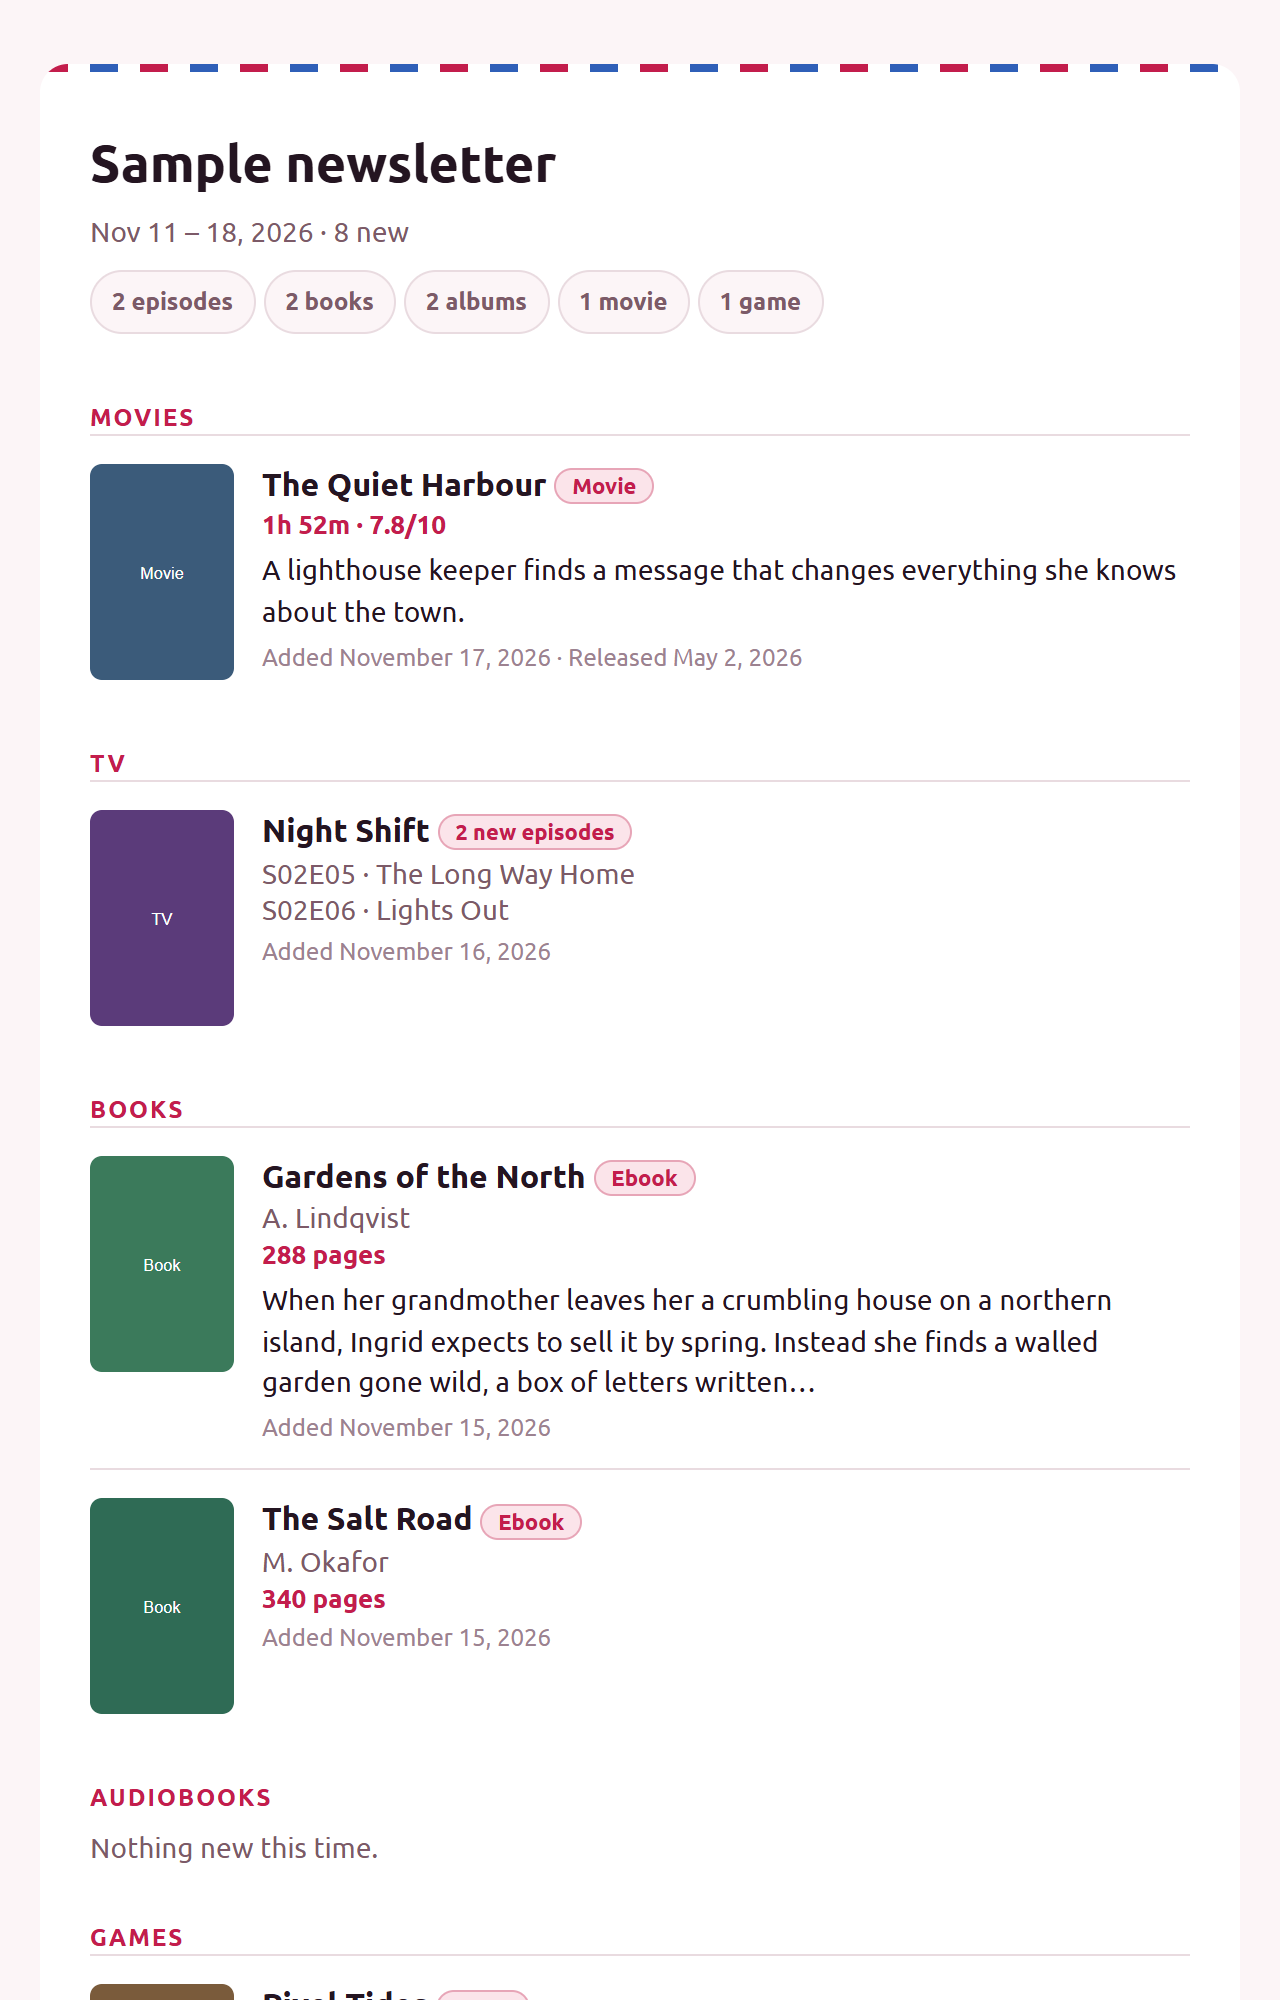 Sample newsletter
Nov 11 – 18, 2026 · 8 new
2 episodes
2 books
2 albums
1 movie
1 game
MOVIES
Movie
The Quiet Harbour
Movie
1h 52m · 7.8/10
A lighthouse keeper finds a message that changes everything she knows
about the town.
Added November 17, 2026 · Released May 2, 2026
TV
TV
Night Shift
2 new episodes
S02E05 · The Long Way Home
S02E06 · Lights Out
Added November 16, 2026
BOOKS
Book
Gardens of the North
Ebook
A. Lindqvist
288 pages
When her grandmother leaves her a crumbling house on a northern
island, Ingrid expects to sell it by spring. Instead she finds a walled
garden gone wild, a box of letters written…
Added November 15, 2026
Book
The Salt Road
Ebook
M. Okafor
340 pages
Added November 15, 2026
AUDIOBOOKS
Nothing new this time.
GAMES